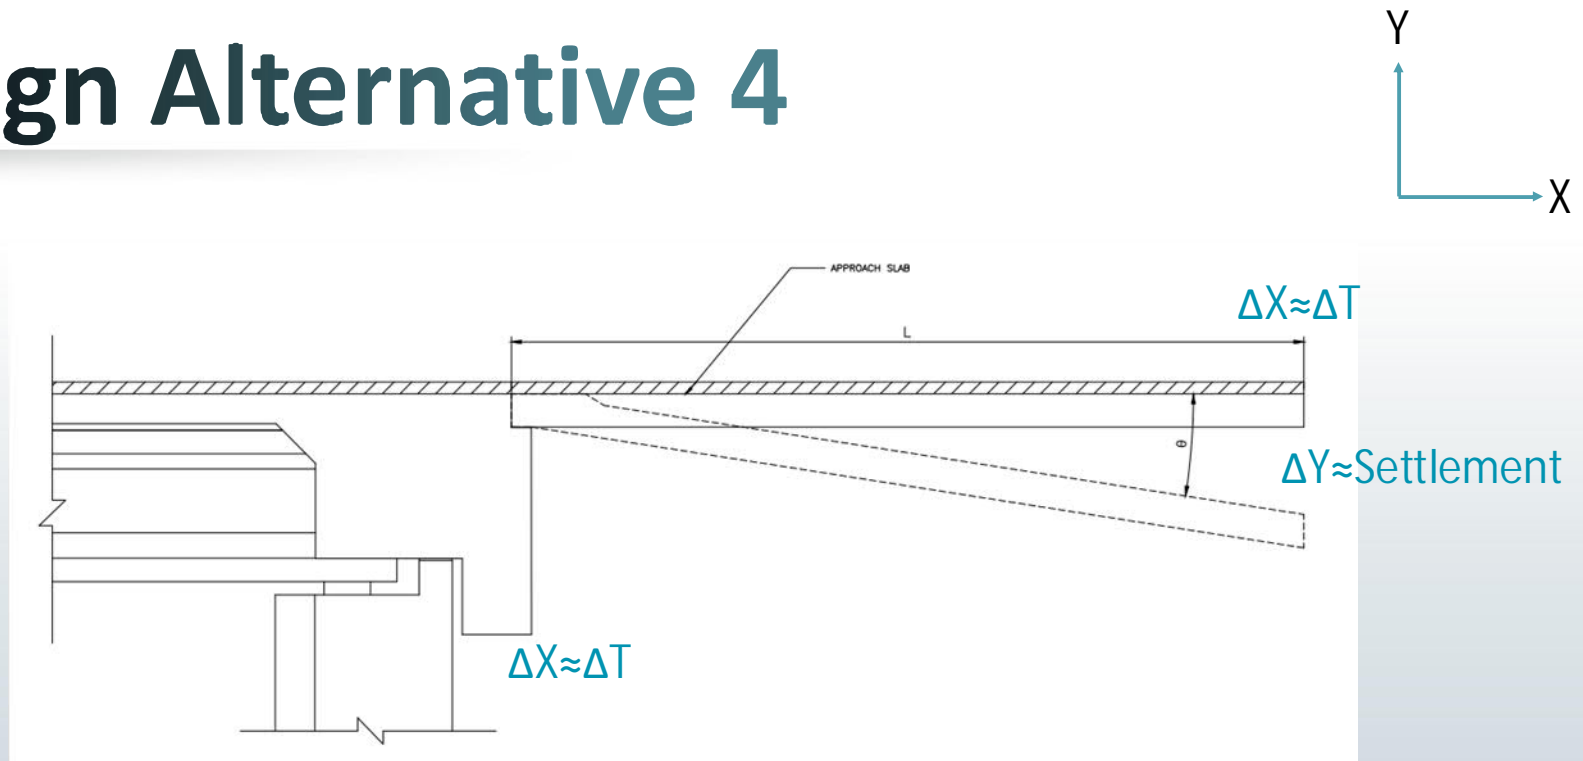 Y
gn Alternative 4
X
APPROACH SLAB
ΔX≈ΔT
L
θ
ΔY≈Settlement
ΔX≈ΔT